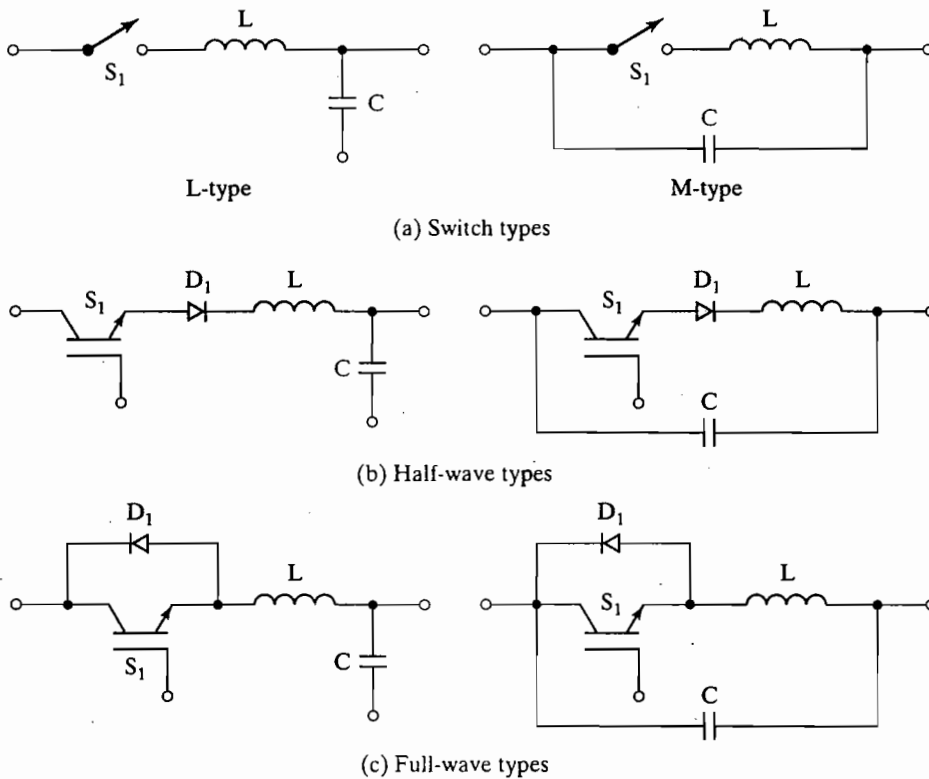 L L
S₁ S₁
C C
L-type M-type
(a) Switch types
S₁ D₁ L S₁ D₁ L
C C
(b) Half-wave types
D₁ D₁
L S₁ L
S₁ C C
(c) Full-wave types